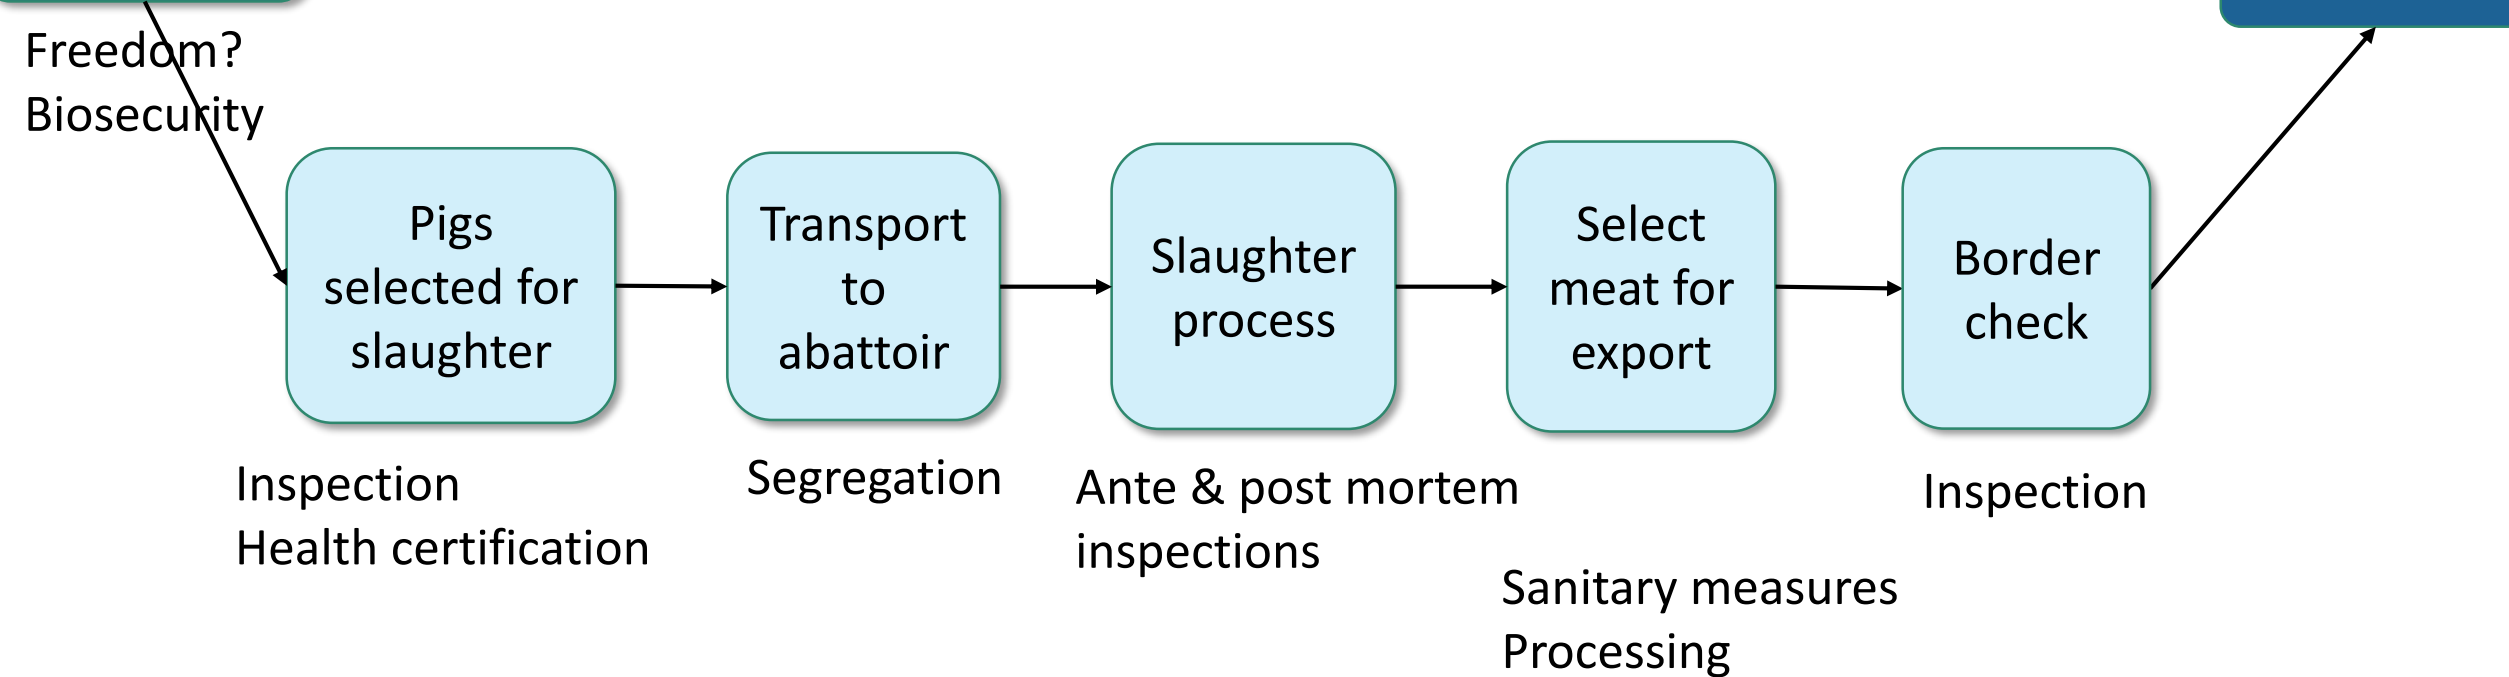 Freedom?
Biosecurity
Pigs
selected for
slaughter
Transport
to
abattoir
Slaughter
process
Select
meat for
export
Border
check
Inspection
Health certification
Segregation
Ante & post mortem
inspections
Sanitary measures
Processing
Inspection